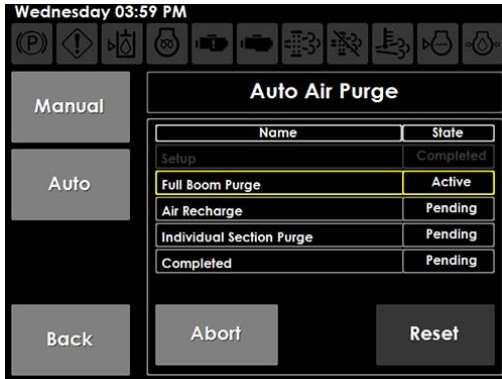 Wednesday 03:59 PM
Manual
Auto Air Purge
Name State
Setup Completed
Auto
Full Boom Purge Active
Air Recharge Pending
Individual Section Purge Pending
Completed Pending
Back
Abort
Reset